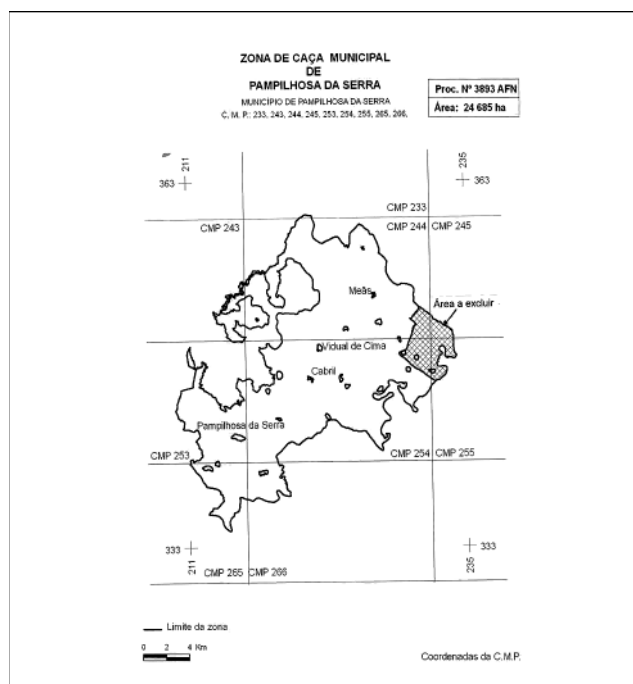 ZONA DE CAÇA MUNICIPAL
DE
PAMPILHOSA DA SERRA
MUNICÍPIO DE PAMPILHOSA DA SERRA
C, M, P.: 233, 243, 244, 245, 253, 254, 255, 265, 266,
Proc. Nº 3893 AFN
Área: 24 685 ha
211
235
363
363
CMP 233
CMP 243
CMP 244
CMP 245
Meãs
Área a excluir
Vidual de Cima
Cabril
Pampilhosa da Serra
CMP 253
CMP 254
CMP 255
333
333
211
235
CMP 265
CMP 266
Limite da zona
0 2 4 Km
Coordenadas da C.M.P.